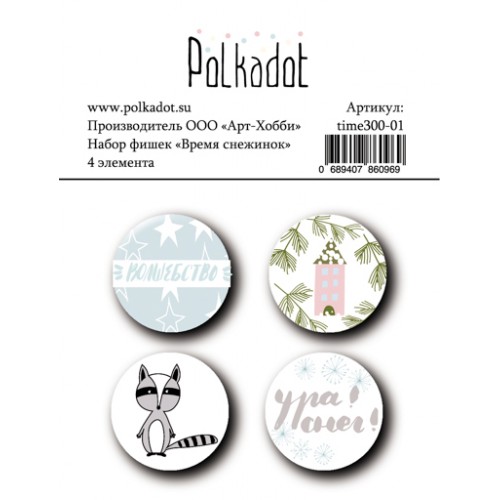 Polkadot
www.polkadot.su
Артикул:
Производитель ООО «Арт-Хобби»
time300-01
Набор фишек «Время снежинок»
4 элемента
0 689407 860969
ВОЛШЕБСТВО
ура!
снег!